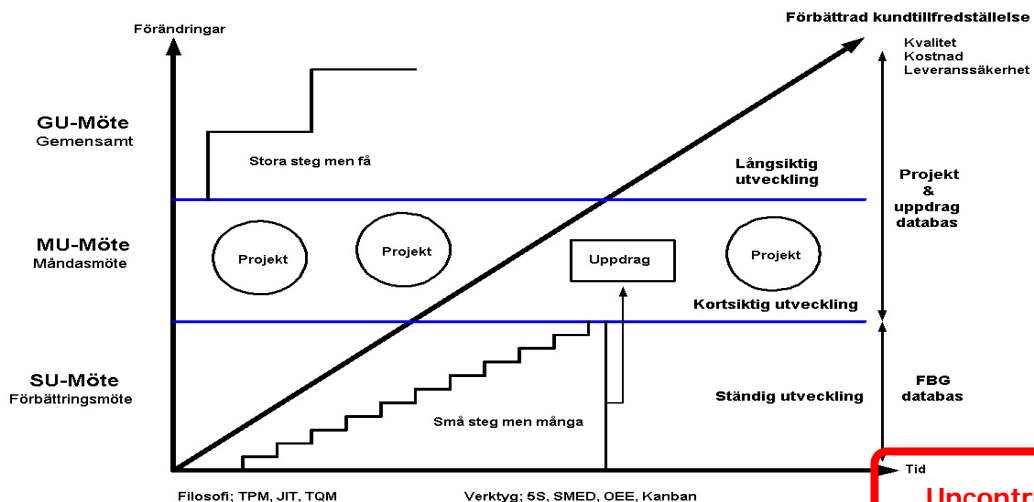 Förbättrad kundtillfredställelse
Förändringar
Kvalitet
Kostnad
Leveranssäkerhet
GU-Möte
Gemensamt
Stora steg men få
Långsiktig
utveckling
Projekt
&
uppdrag
databas
MU-Möte
Måndasmöte
Projekt
Projekt
Uppdrag
Projekt
Kortsiktig utveckling
SU-Möte
Förbättringsmöte
Små steg men många
Ständig utveckling
FBG
databas
Tid
Filosofi; TPM, JIT, TQM
Verktyg; 5S, SMED, OEE, Kanban